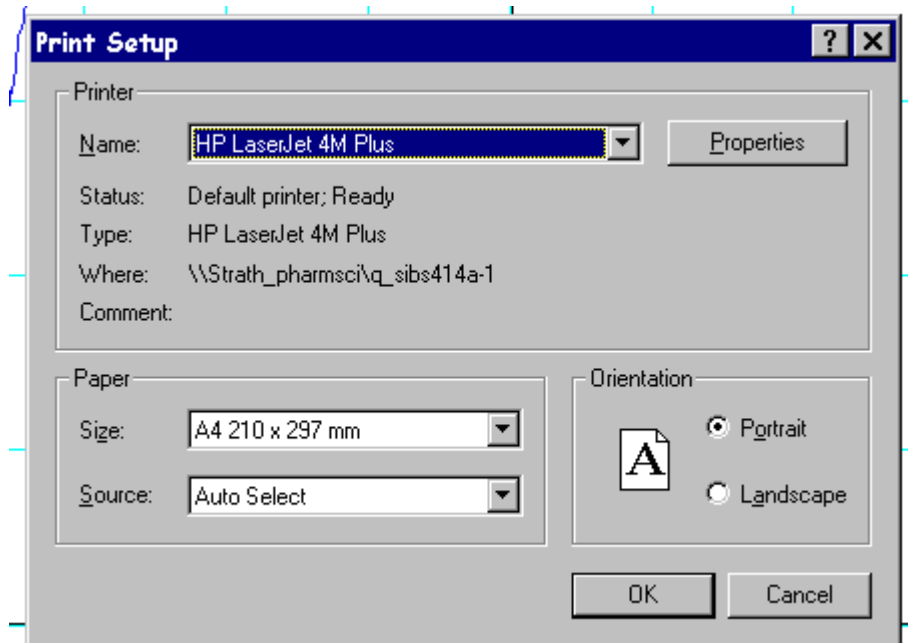 Print Setup
Printer
Name: HP LaserJet 4M Plus Properties
Status: Default printer; Ready
Type: HP LaserJet 4M Plus
Where: \\Strath_pharmsci\q_sibs414a-1
Comment:
Paper
Size: A4 210 x 297 mm
Source: Auto Select
Orientation
A
Portrait
Landscape
OK Cancel